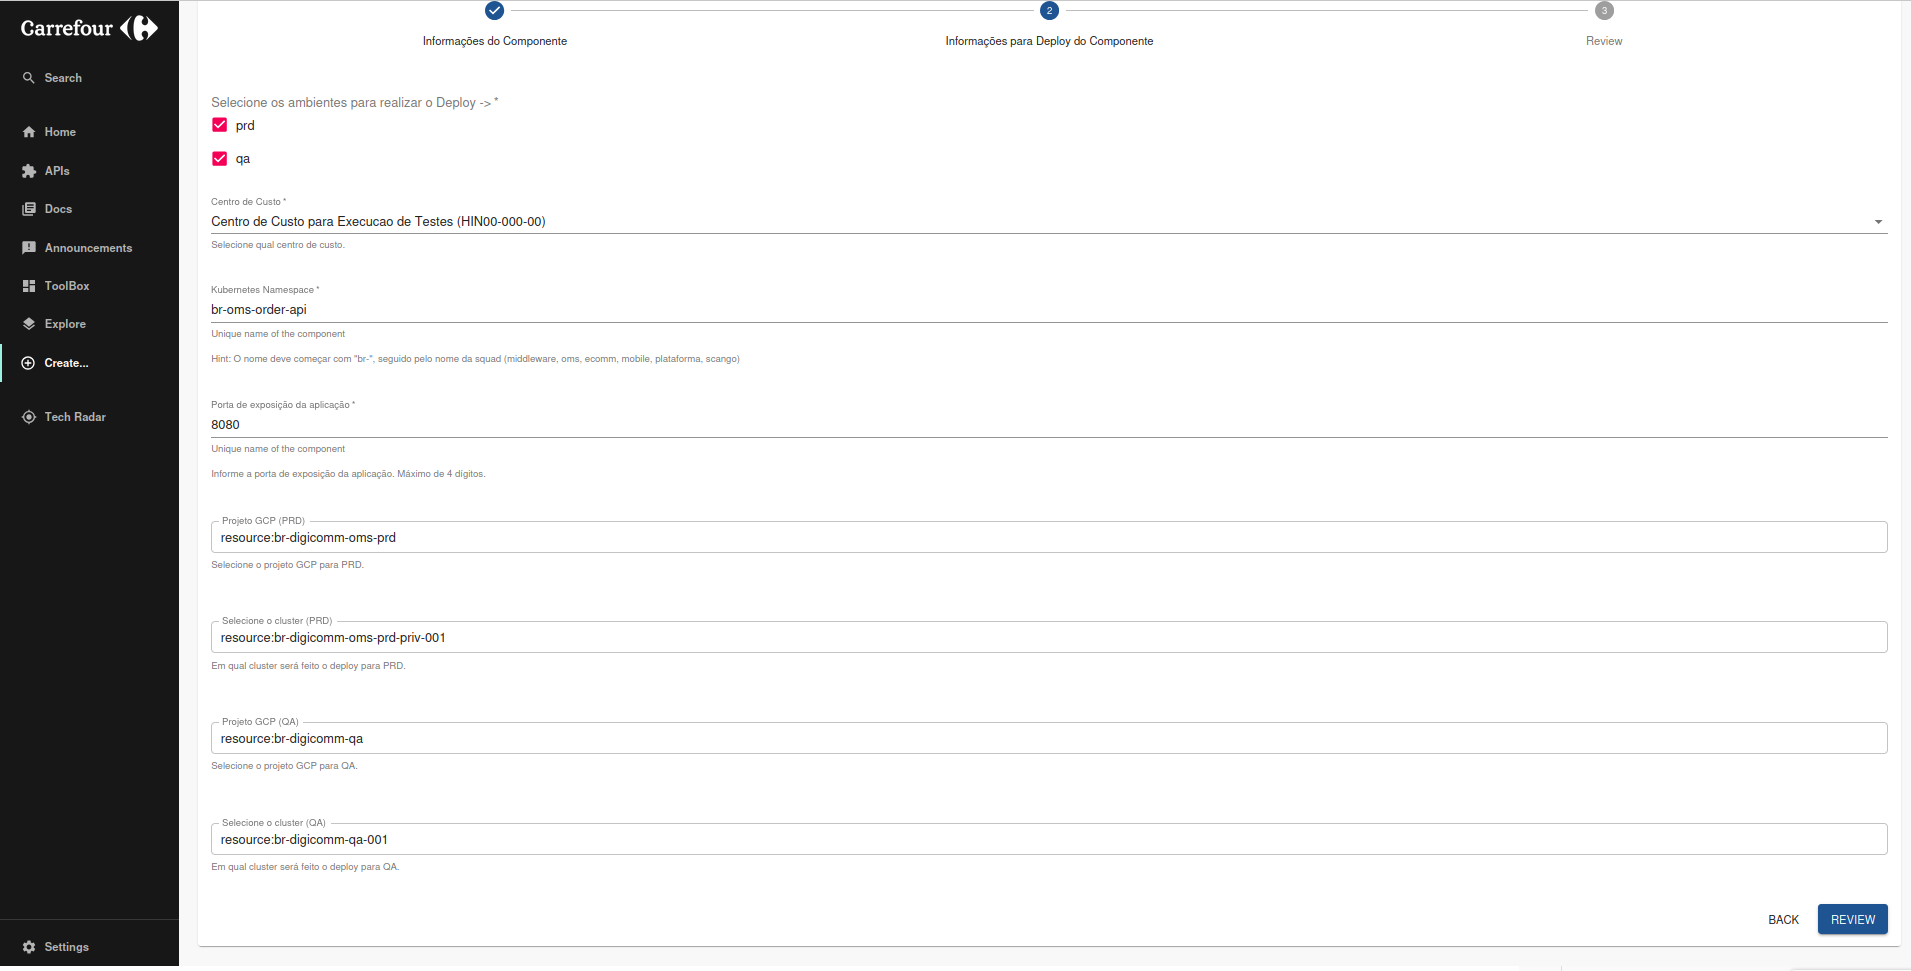 Carrefour
Search
Home
APIs
Docs
Announcements
ToolBox
Explore
Create...
Tech Radar
Settings
2
3
Informações do Componente
Informações para Deploy do Componente
Review
Selecione os ambientes para realizar o Deploy -> *
prd
qa
Centro de Custo *
Centro de Custo para Execucao de Testes (HIN00-000-00)
Selecione qual centro de custo.
Kubernetes Namespace *
br-oms-order-api
Unique name of the component
Hint: O nome deve começar com "br-", seguido pelo nome da squad (middleware, oms, ecomm, mobile, plataforma, scango)
Porta de exposição da aplicação *
8080
Unique name of the component
Informe a porta de exposição da aplicação. Máximo de 4 dígitos.
Projeto GCP (PRD)
resource:br-digicomm-oms-prd
Selecione o projeto GCP para PRD.
Selecione o cluster (PRD)
resource:br-digicomm-oms-prd-priv-001
Em qual cluster será feito o deploy para PRD.
Projeto GCP (QA)
resource:br-digicomm-qa
Selecione o projeto GCP para QA.
Selecione o cluster (QA)
resource:br-digicomm-qa-001
Em qual cluster será feito o deploy para QA.
BACK
REVIEW